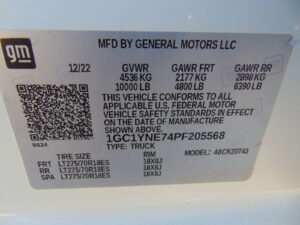 gm
MFD BY GENERAL MOTORS LLC
12/22 GVWR GAWR FRT GAWR RR
4536 KG 2177 KG 2898 KG
10000 LB 4800 LB 6390 LB
THIS VEHICLE CONFORMS TO ALL
APPLICABLE U.S. FEDERAL MOTOR
VEHICLE SAFETY STANDARDS IN EFFECT
ON THE DATE OF MANUFACTURE
SHOWN ABOVE.
1GC1YNE74PF205568
TYPE: TRUCK MODEL:
TIRE SIZE RIM
FRT LT275/70R18ES 18X8J
RR LT275/70R18ES 18X8J
SPA LT275/70R18ES 18X8J